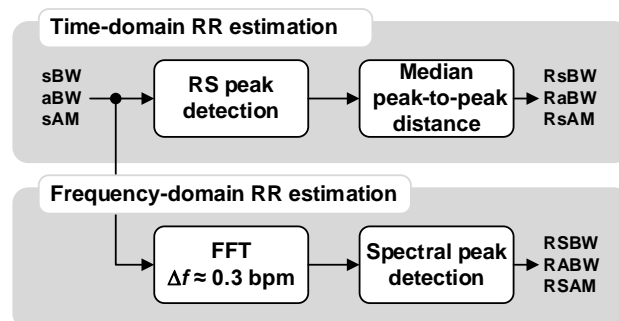 Time-domain RR estimation
sBW
aBW
sAM
RS peak
detection
Median
peak-to-peak
distance
RsBW
RaBW
RsAM
Frequency-domain RR estimation
FFT
Δf ≈ 0.3 bpm
Spectral peak
detection
RSBW
RABW
RSAM